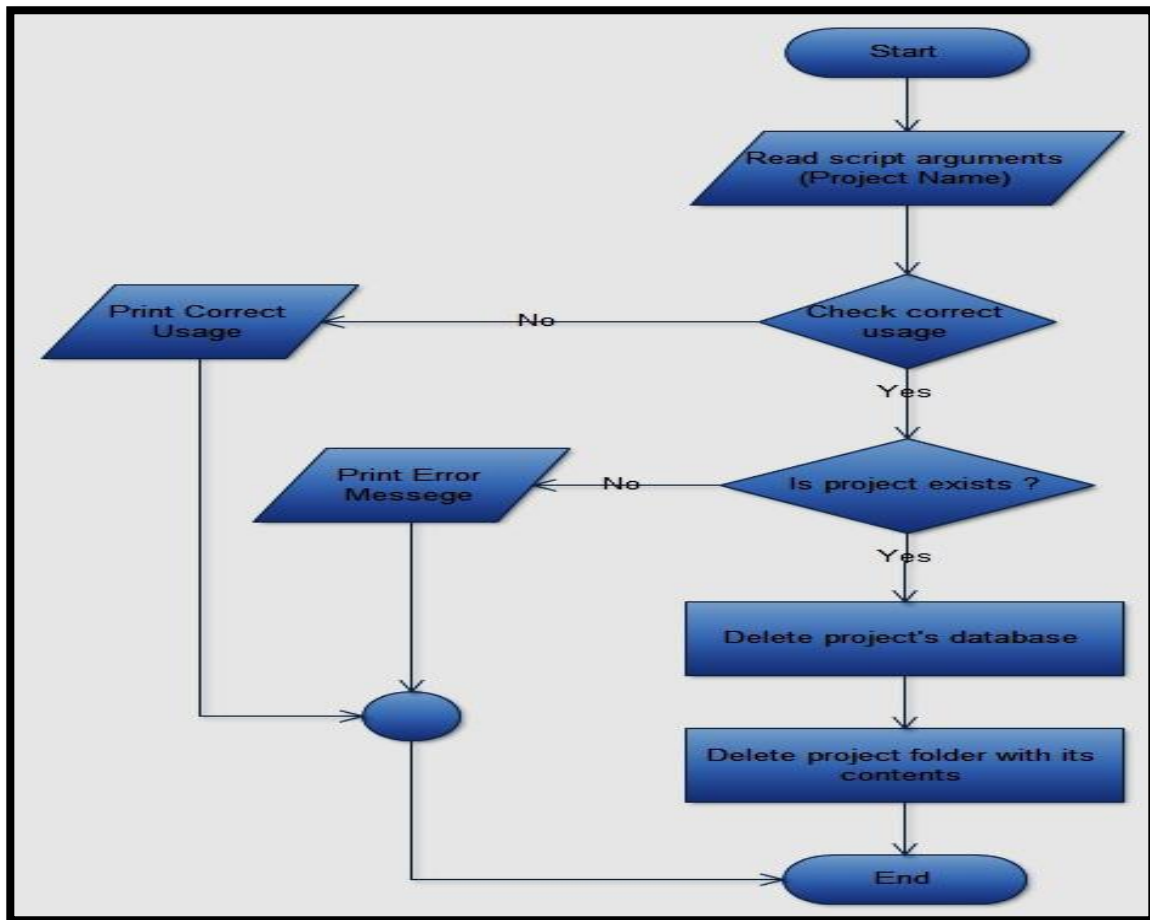 Start
Read script arguments
(Project Name)
Check correct
usage
No
Print Correct
Usage
Yes
Is project exists ?
No
Print Error
Messege
Yes
Delete project's database
Delete project folder with its
contents
End